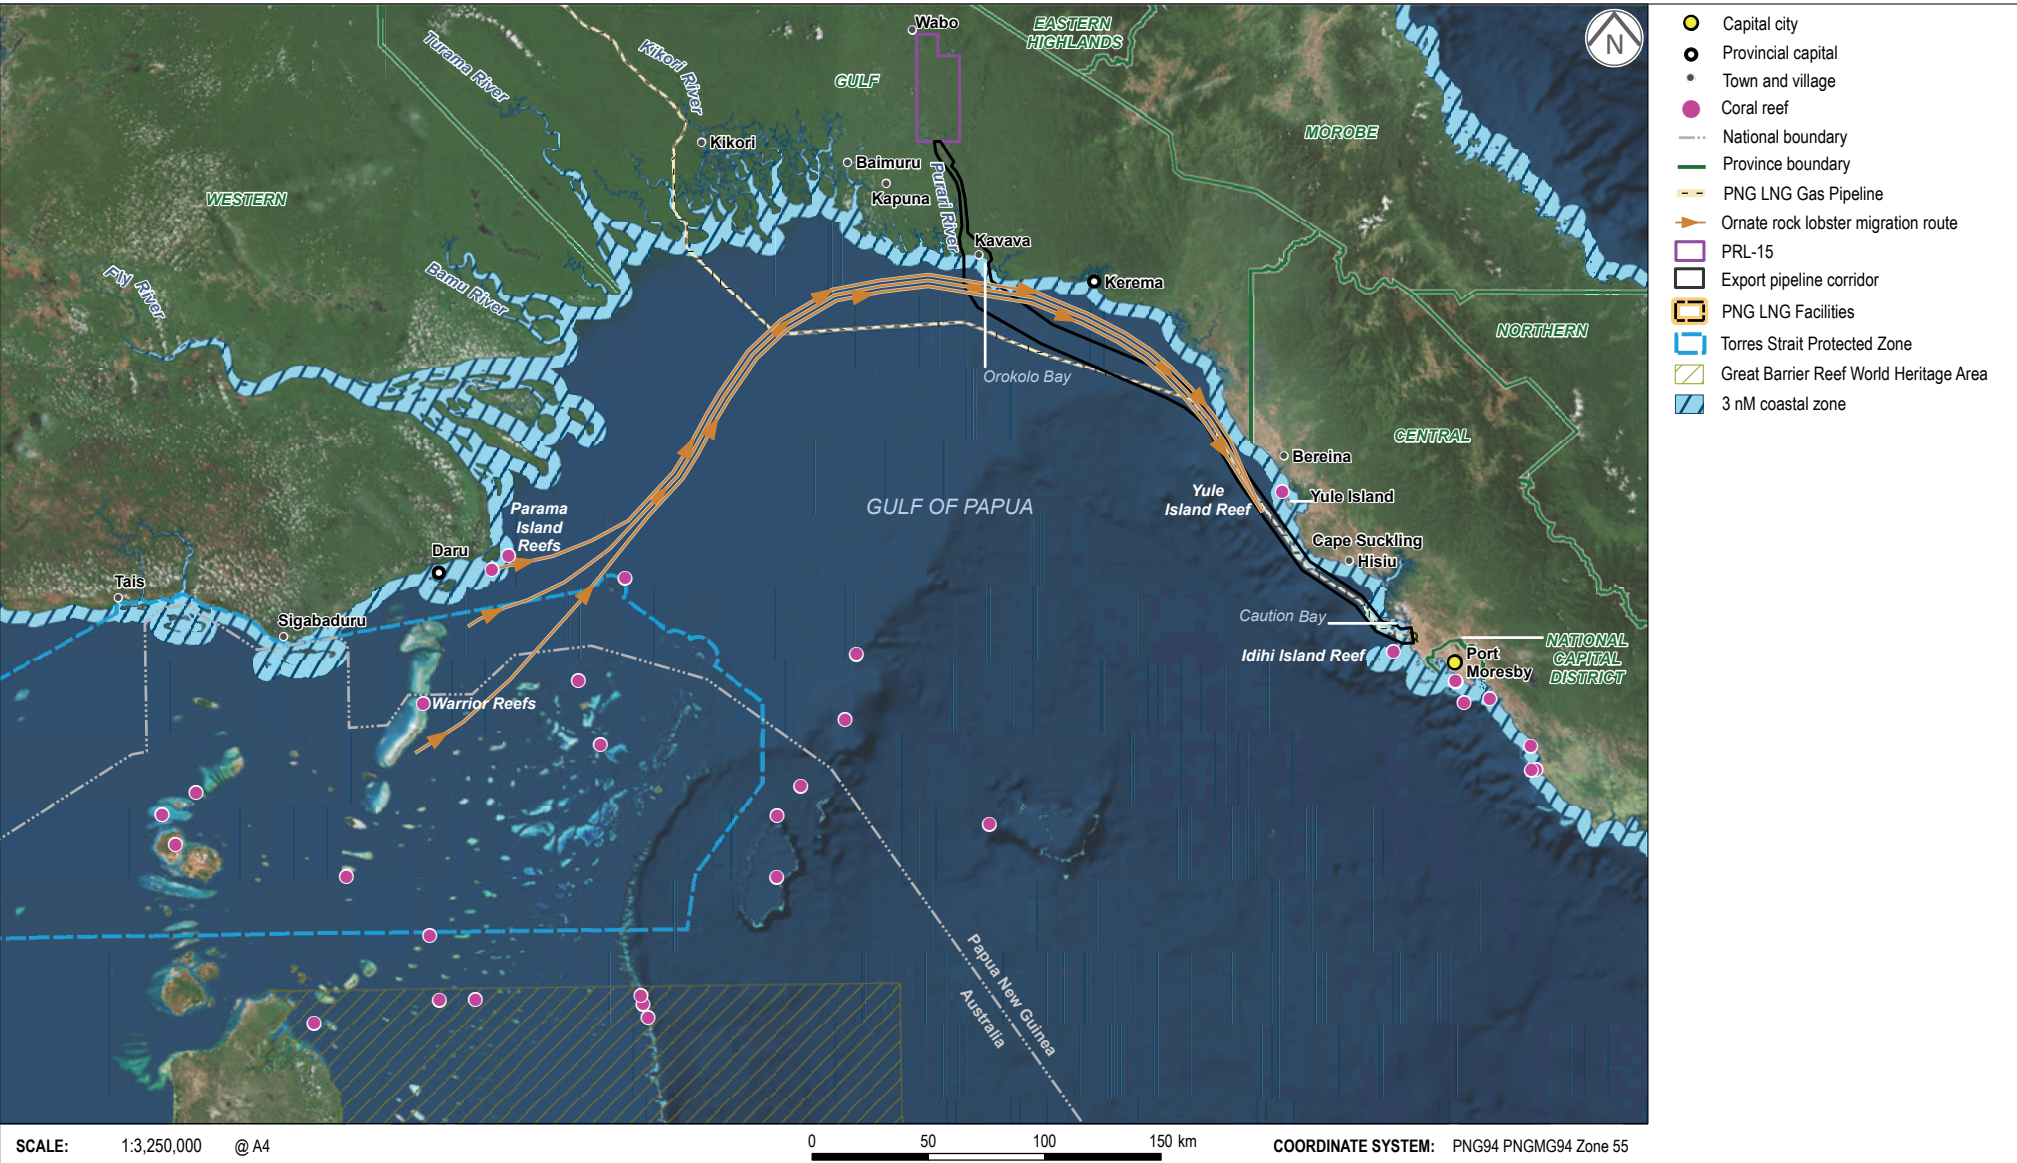 Wabo
EASTERN
HIGHLANDS
N
Turama River
Kikori River
GULF
MOROBE
Kikori
Baimuru
Kapuna
Purari River
WESTERN
Kavava
Kerema
Fly River
Bamu River
NORTHERN
Orokolo Bay
CENTRAL
Bereina
Yule
Island Reef
Yule Island
GULF OF PAPUA
Parama
Island
Reefs
Cape Suckling
Hisiu
Daru
Tais
Sigabaduru
Caution Bay
Idihi Island Reef
Port
Moresby
NATIONAL
CAPITAL
DISTRICT
Warrior Reefs
Papua New Guinea
Australia
Capital city
Provincial capital
Town and village
Coral reef
National boundary
Province boundary
PNG LNG Gas Pipeline
Ornate rock lobster migration route
PRL-15
Export pipeline corridor
PNG LNG Facilities
Torres Strait Protected Zone
Great Barrier Reef World Heritage Area
3 nM coastal zone
SCALE: 1:3,250,000 @ A4
0 50 100 150 km
COORDINATE SYSTEM: PNG94 PNGMG94 Zone 55